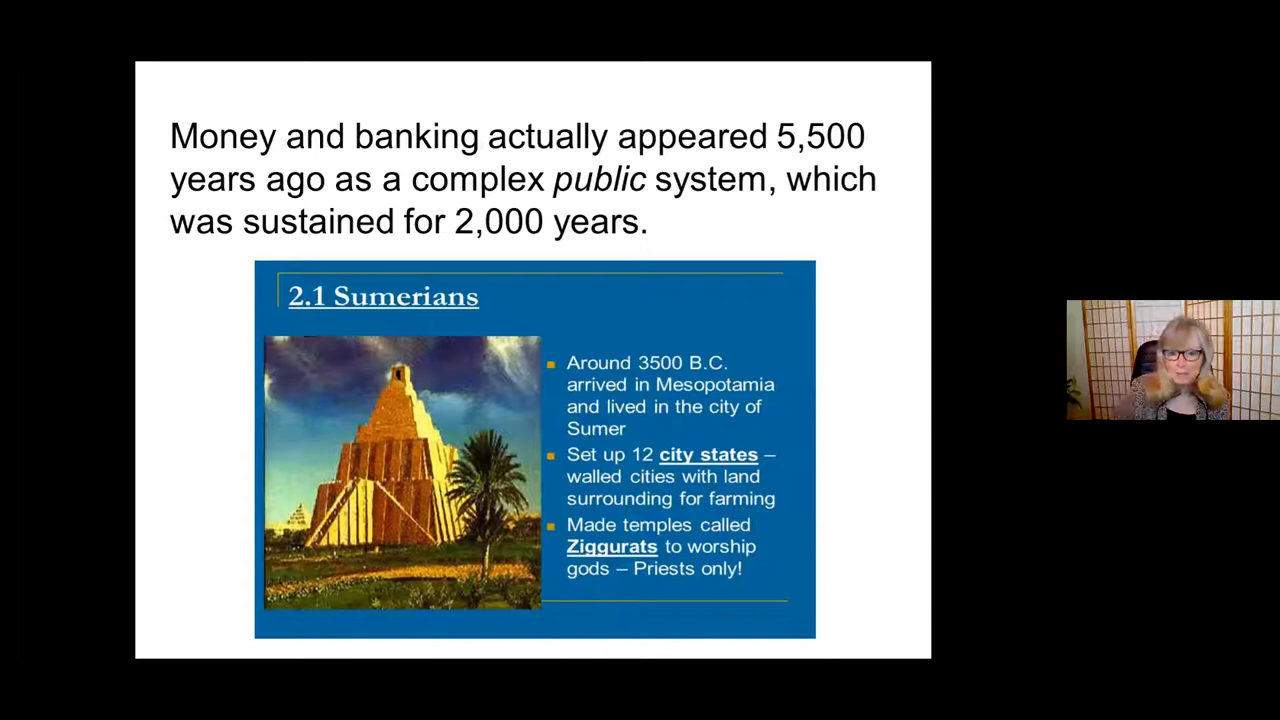 Money and banking actually appeared 5,500
years ago as a complex public system, which
was sustained for 2,000 years.
2.1 Sumerians
Around 3500 B.C.
arrived in Mesopotamia
and lived in the city of
Sumer
Set up 12 city states –
walled cities with land
surrounding for farming
Made temples called
Ziggurats to worship
gods – Priests only!